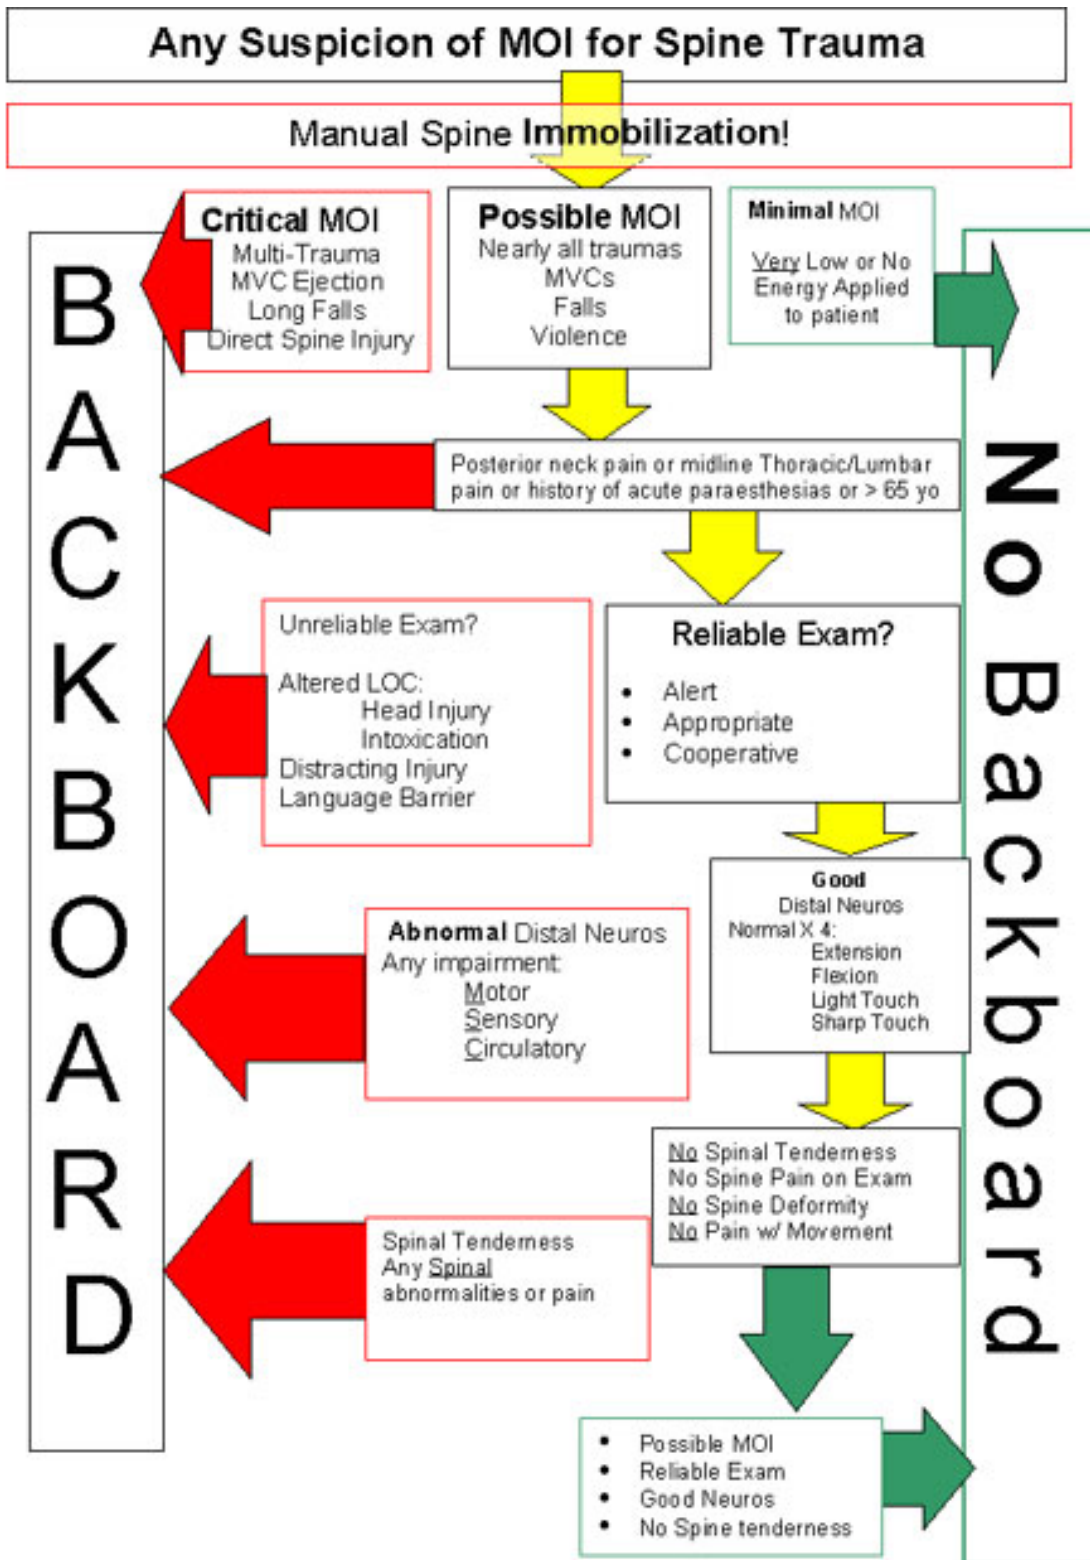 Any Suspicion of MOI for Spine Trauma
Manual Spine Immobilization!
Critical MOI
Multi-Trauma
MVC Ejection
Long Falls
Direct Spine Injury
Possible MOI
Nearly all traumas
MVCs
Falls
Violence
Minimal MOI
Very Low or No
Energy Applied
to patient
Posterior neck pain or midline Thoracic/Lumbar
pain or history of acute paraesthesias or > 65 yo
Unreliable Exam?
Altered LOC:
Head Injury
Intoxication
Distracting Injury
Language Barrier
Reliable Exam?
• Alert
• Appropriate
• Cooperative
Good
Distal Neuros
Normal X 4:
Extension
Flexion
Light Touch
Sharp Touch
Abnormal Distal Neuros
Any impairment:
Motor
Sensory
Circulatory
No Spinal Tenderness
No Spine Pain on Exam
No Spine Deformity
No Pain w/ Movement
Spinal Tenderness
Any Spinal
abnormalities or pain
• Possible MOI
• Reliable Exam
• Good Neuros
• No Spine tenderness
BACKBOARD
No Backboard